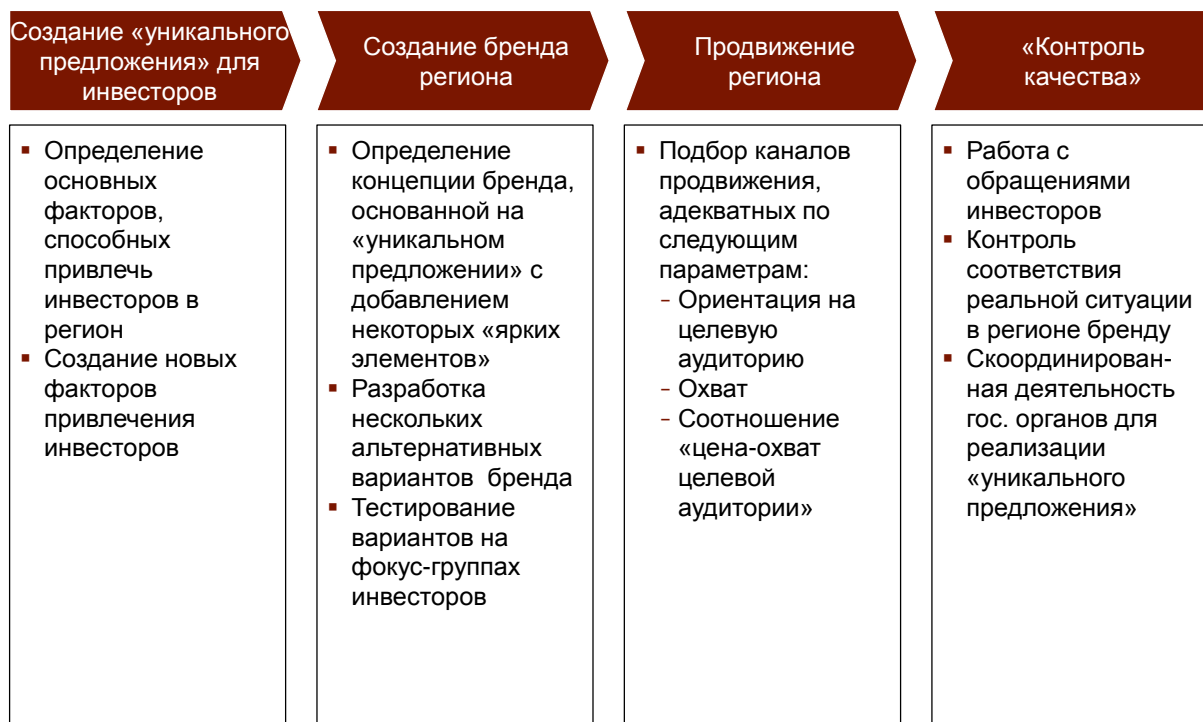 Создание «уникального
предложения» для
инвесторов
Создание бренда
региона
Продвижение
региона
«Контроль
качества»
▪ Определение
основных
факторов,
способных
привлечь
инвесторов в
регион
▪ Создание новых
факторов
привлечения
инвесторов
▪ Определение
концепции бренда,
основанной на
«уникальном
предложении» с
добавлением
некоторых «ярких
элементов»
▪ Разработка
нескольких
альтернативных
вариантов бренда
▪ Тестирование
вариантов на
фокус-группах
инвесторов
▪ Подбор каналов
продвижения,
адекватных по
следующим
параметрам:
- Ориентация на
целевую
аудиторию
- Охват
- Соотношение
«цена-охват
целевой
аудитории»
▪ Работа с
обращениями
инвесторов
▪ Контроль
соответствия
реальной ситуации
в регионе бренду
▪ Скоординирован-
ная деятельность
гос. органов для
реализации
«уникального
предложения»